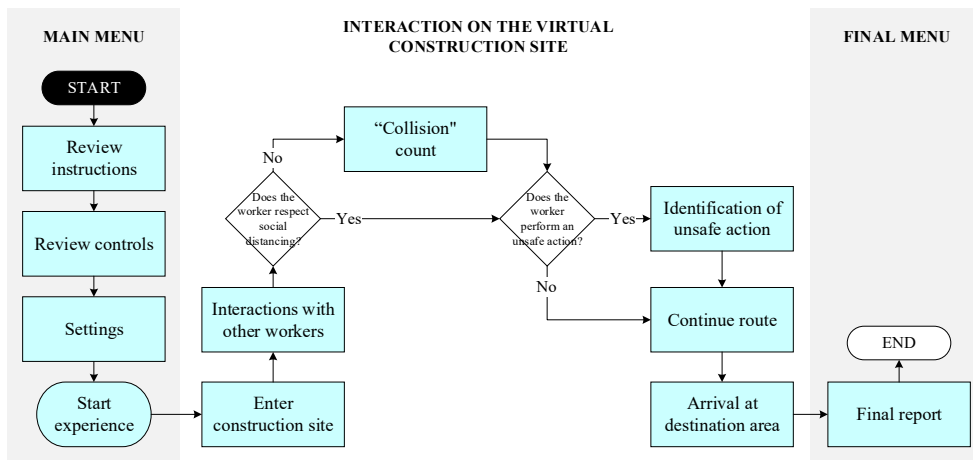 MAIN MENU
START
Review
instructions
Review controls
Settings
Start
experience
INTERACTION ON THE VIRTUAL
CONSTRUCTION SITE
Enter
construction site
Interactions with
other workers
Does the
worker respect
social
distancing?
No
“Collision"
count
Yes
Does the
worker
perform an
unsafe action?
Yes
Identification of
unsafe action
No
Continue route
Arrival at
destination area
FINAL MENU
Final report
END